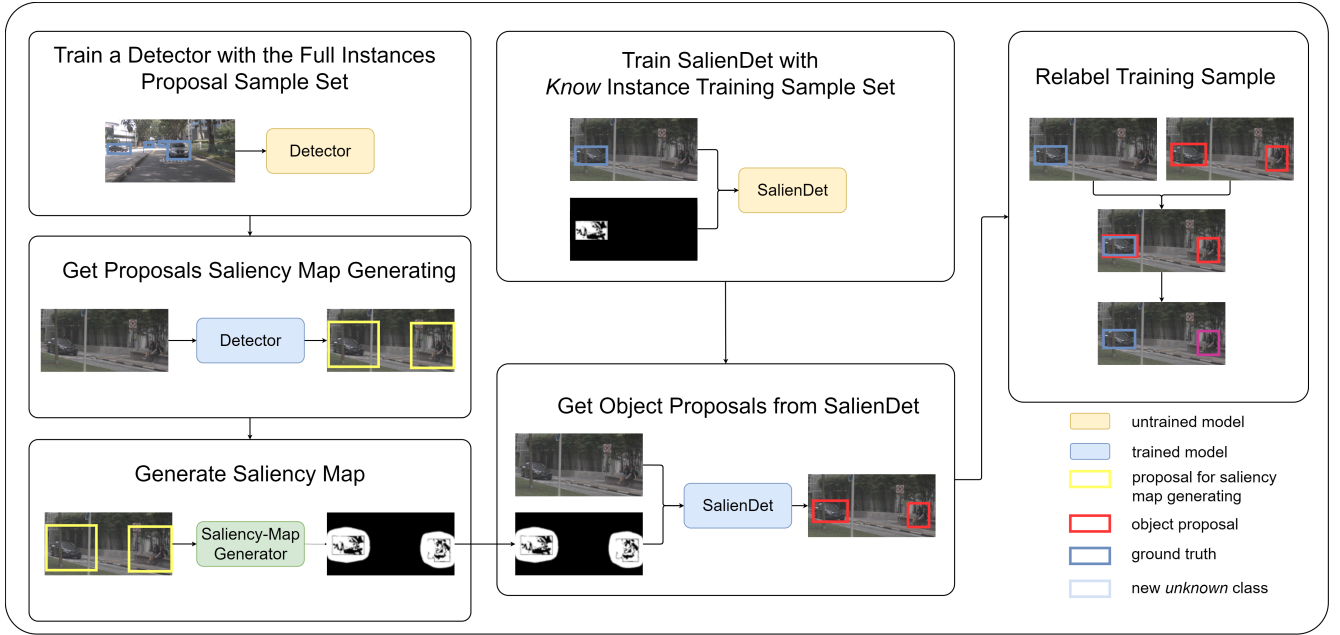 Train a Detector with the Full Instances
Proposal Sample Set
Detector
Get Proposals Saliency Map Generating
Detector
Generate Saliency Map
Saliency-Map
Generator
Train SalienDet with
Know Instance Training Sample Set
SalienDet
Get Object Proposals from SalienDet
SalienDet
Relabel Training Sample
untrained model
trained model
proposal for saliency
map generating
object proposal
ground truth
new unknown class